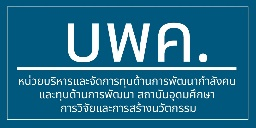 บพค.
หน่วยบริหารและจัดการทุนด้านการพัฒนากำลังคน
และทุนด้านการพัฒนา สถาบันอุดมศึกษา
การวิจัยและการสร้างนวัตกรรม